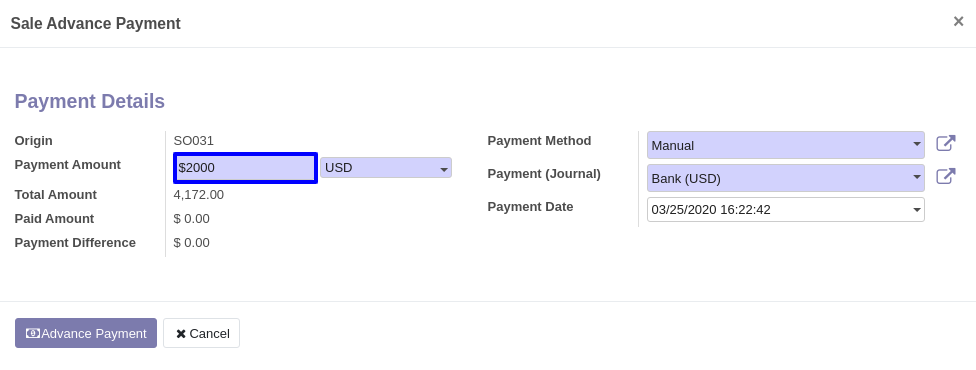 Sale Advance Payment ×
Payment Details
Origin SO031
Payment Amount $2000 USD
Total Amount 4,172.00
Paid Amount $ 0.00
Payment Difference $ 0.00
Payment Method Manual
Payment (Journal) Bank (USD)
Payment Date 03/25/2020 16:22:42
Advance Payment Cancel